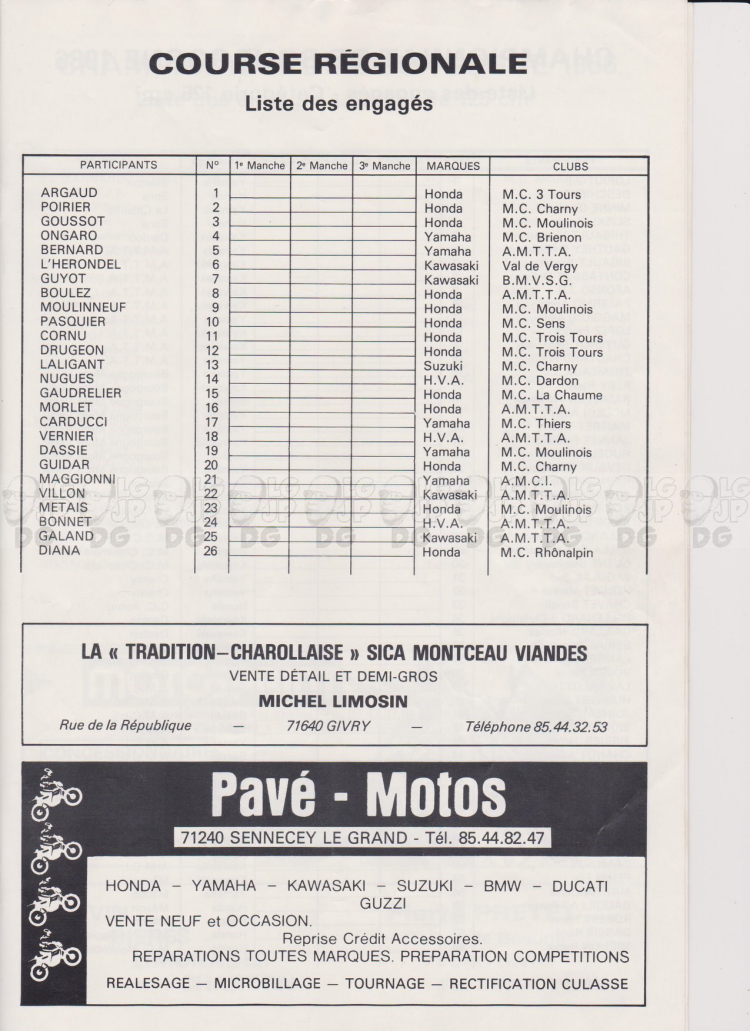 COURSE RÉGIONALE
Liste des engagés
PARTICIPANTS N° 1e Manche 2e Manche 3e Manche MARQUES CLUBS
ARGAUD 1 Honda M.C. 3 Tours
POIRIER 2 Honda M.C. Charny
GOUSSOT 3 Honda M.C. Moulinois
ONGARO 4 Yamaha M.C. Brienon
BERNARD 5 Yamaha A.M.T.T.A.
L'HERONDEL 6 Kawasaki Val de Vergy
GUYOT 7 Kawasaki B.M.V.S.G.
BOULEZ 8 Honda A.M.T.T.A.
MOULINNEUF 9 Honda M.C. Moulinois
PASQUIER 10 Honda M.C. Sens
CORNU 11 Honda M.C. Trois Tours
DRUGEON 12 Honda M.C. Trois Tours
LALIGANT 13 Suzuki M.C. Charny
NUGUES 14 H.V.A. M.C. Dardon
GAUDRELIER 15 Honda M.C. La Chaume
MORLET 16 Honda A.M.T.T.A.
CARDUCCI 17 Yamaha M.C. Thiers
VERNIER 18 H.V.A. A.M.T.T.A.
DASSIE 19 Yamaha M.C. Moulinois
GUIDAR 20 Honda M.C. Charny
MAGGIONNI 21 Yamaha A.M.C.I.
VILLON 22 Kawasaki A.M.T.T.A.
METAIS 23 Honda M.C. Moulinois
BONNET 24 H.V.A. A.M.T.T.A.
GALAND 25 Kawasaki A.M.T.T.A.
DIANA 26 Honda M.C. Rhônalpin
LA « TRADITION–CHAROLLAISE » SICA MONTCEAU VIANDES
VENTE DÉTAIL ET DEMI-GROS
MICHEL LIMOSIN
Rue de la République — 71640 GIVRY — Téléphone 85.44.32.53
Pavé - Motos
71240 SENNECEY LE GRAND - Tél. 85.44.82.47
HONDA – YAMAHA – KAWASAKI – SUZUKI – BMW – DUCATI
GUZZI
VENTE NEUF et OCCASION.
Reprise Crédit Accessoires.
REPARATIONS TOUTES MARQUES. PREPARATION COMPETITIONS
REALESAGE – MICROBILLAGE – TOURNAGE – RECTIFICATION CULASSE